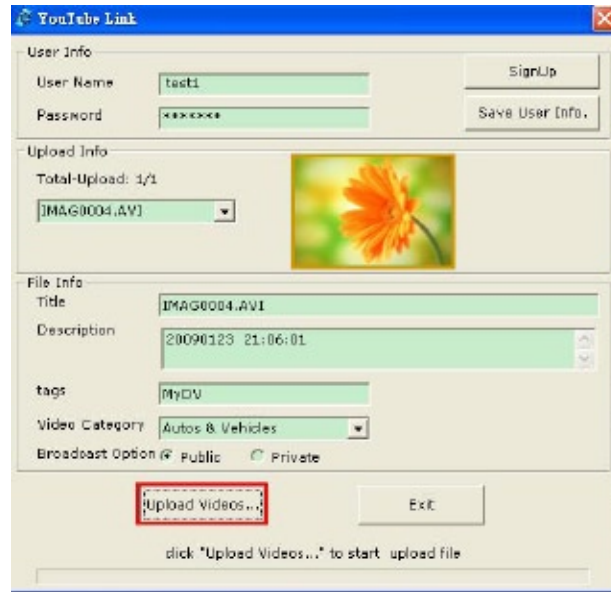 YouTube Link
User Info
User Name test1 SignUp
Password ******* Save User Info.
Upload Info
Total-Upload: 1/1
IMAG0004.AVI
File Info
Title IMAG0004.AVI
Description 20090123 21:06:01
tags MyDV
Video Category Autos & Vehicles
Broadcast Option Public Private
Upload Videos... Exit
click "Upload Videos..." to start upload file